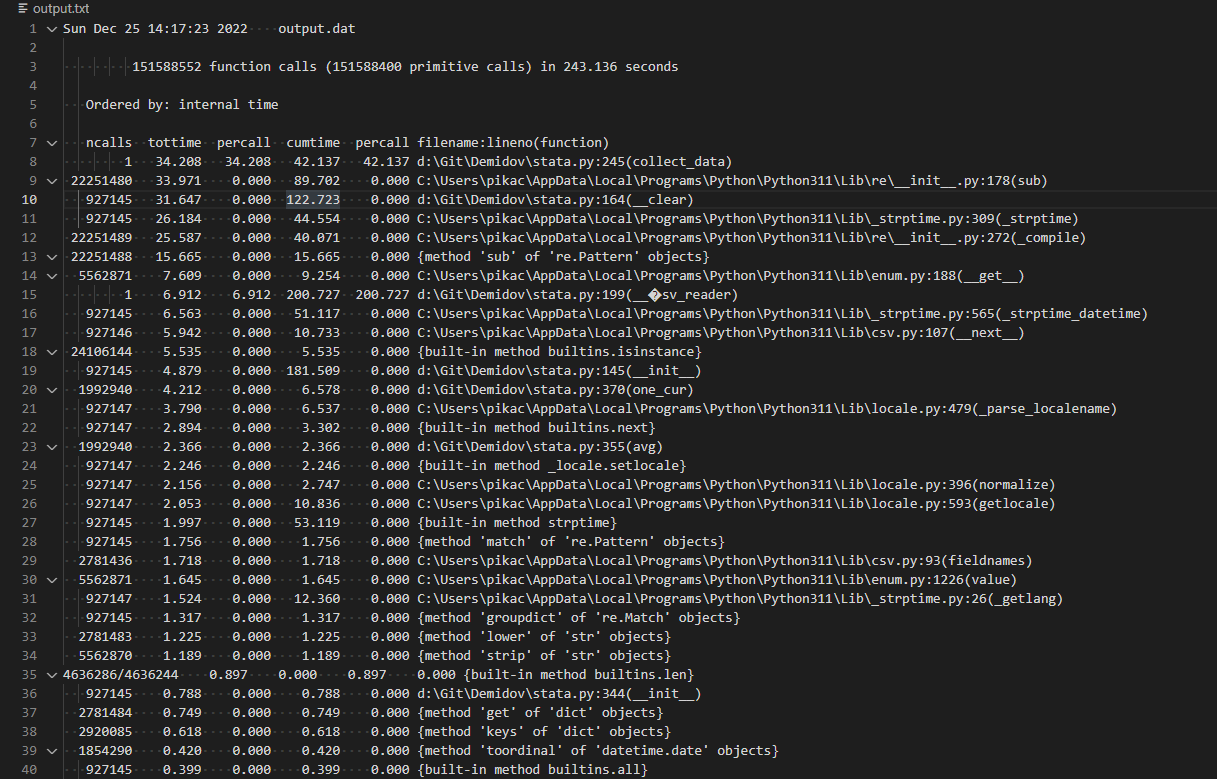 output.txt
1 Sun Dec 25 14:17:23 2022 output.dat
2
3 151588552 function calls (151588400 primitive calls) in 243.136 seconds
4
5 Ordered by: internal time
6
7 ncalls tottime percall cumtime percall filename:lineno(function)
8 1 34.208 34.208 42.137 42.137 d:\Git\Demidov\stata.py:245(collect_data)
9 22251480 33.971 0.000 89.702 0.000 C:\Users\pikac\AppData\Local\Programs\Python\Python311\Lib\re\__init__.py:178(sub)
10 927145 31.647 0.000 122.723 0.000 d:\Git\Demidov\stata.py:164(__clear)
11 927145 26.184 0.000 44.554 0.000 C:\Users\pikac\AppData\Local\Programs\Python\Python311\Lib\_strptime.py:309(_strptime)
12 22251489 25.587 0.000 40.071 0.000 C:\Users\pikac\AppData\Local\Programs\Python\Python311\Lib\re\__init__.py:272(_compile)
13 22251488 15.665 0.000 15.665 0.000 {method 'sub' of 're.Pattern' objects}
14 5562871 7.609 0.000 9.254 0.000 C:\Users\pikac\AppData\Local\Programs\Python\Python311\Lib\enum.py:188(__get__)
15 1 6.912 6.912 200.727 200.727 d:\Git\Demidov\stata.py:199(__�sv_reader)
16 927145 6.563 0.000 51.117 0.000 C:\Users\pikac\AppData\Local\Programs\Python\Python311\Lib\_strptime.py:565(_strptime_datetime)
17 927146 5.942 0.000 10.733 0.000 C:\Users\pikac\AppData\Local\Programs\Python\Python311\Lib\csv.py:107(__next__)
18 24106144 5.535 0.000 5.535 0.000 {built-in method builtins.isinstance}
19 927145 4.879 0.000 181.509 0.000 d:\Git\Demidov\stata.py:145(__init__)
20 1992940 4.212 0.000 6.578 0.000 d:\Git\Demidov\stata.py:370(one_cur)
21 927147 3.790 0.000 6.537 0.000 C:\Users\pikac\AppData\Local\Programs\Python\Python311\Lib\locale.py:479(_parse_localename)
22 927147 2.894 0.000 3.302 0.000 {built-in method builtins.next}
23 1992940 2.366 0.000 2.366 0.000 d:\Git\Demidov\stata.py:355(avg)
24 927147 2.246 0.000 2.246 0.000 {built-in method _locale.setlocale}
25 927147 2.156 0.000 2.747 0.000 C:\Users\pikac\AppData\Local\Programs\Python\Python311\Lib\locale.py:396(normalize)
26 927147 2.053 0.000 10.836 0.000 C:\Users\pikac\AppData\Local\Programs\Python\Python311\Lib\locale.py:593(getlocale)
27 927145 1.997 0.000 53.119 0.000 {built-in method strptime}
28 927145 1.756 0.000 1.756 0.000 {method 'match' of 're.Pattern' objects}
29 2781436 1.718 0.000 1.718 0.000 C:\Users\pikac\AppData\Local\Programs\Python\Python311\Lib\csv.py:93(fieldnames)
30 5562871 1.645 0.000 1.645 0.000 C:\Users\pikac\AppData\Local\Programs\Python\Python311\Lib\enum.py:1226(value)
31 927147 1.524 0.000 12.360 0.000 C:\Users\pikac\AppData\Local\Programs\Python\Python311\Lib\_strptime.py:26(_getlang)
32 927145 1.317 0.000 1.317 0.000 {method 'groupdict' of 're.Match' objects}
33 2781483 1.225 0.000 1.225 0.000 {method 'lower' of 'str' objects}
34 5562870 1.189 0.000 1.189 0.000 {method 'strip' of 'str' objects}
35 4636286/4636244 0.897 0.000 0.897 0.000 {built-in method builtins.len}
36 927145 0.788 0.000 0.788 0.000 d:\Git\Demidov\stata.py:344(__init__)
37 2781484 0.749 0.000 0.749 0.000 {method 'get' of 'dict' objects}
38 2920085 0.618 0.000 0.618 0.000 {method 'keys' of 'dict' objects}
39 1854290 0.420 0.000 0.420 0.000 {method 'toordinal' of 'datetime.date' objects}
40 927145 0.399 0.000 0.399 0.000 {built-in method builtins.all}